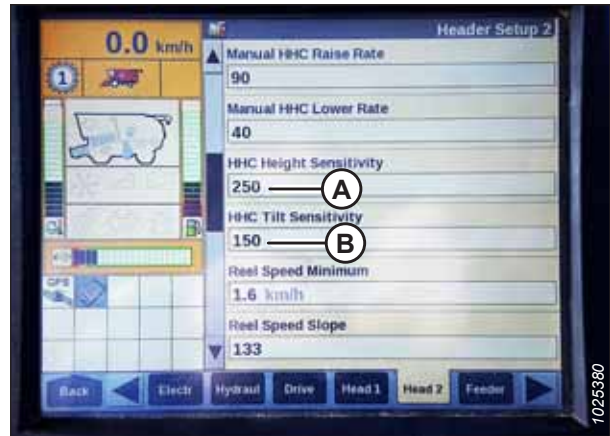 0.0 km/h
Header Setup 2
1
Manual HHC Raise Rate
90
Manual HHC Lower Rate
40
HHC Height Sensitivity
250
A
HHC Tilt Sensitivity
150
B
Reel Speed Minimum
1.6 km/h
Reel Speed Slope
133
GPS
Back
Electr
Hydraul
Drive
Head 1
Head 2
Feeder
1025380